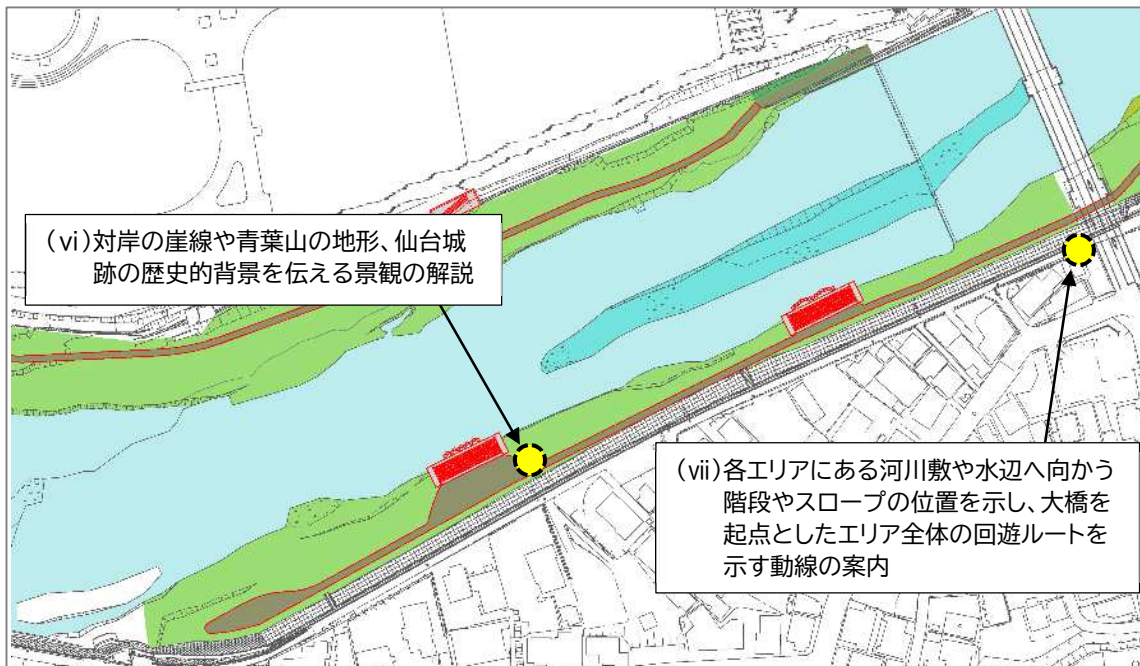 (ⅵ)対岸の崖線や青葉山の地形、仙台城
跡の歴史的背景を伝える景観の解説
(ⅶ)各エリアにある河川敷や水辺へ向かう
階段やスロープの位置を示し、大橋を
起点としたエリア全体の回遊ルートを
示す動線の案内